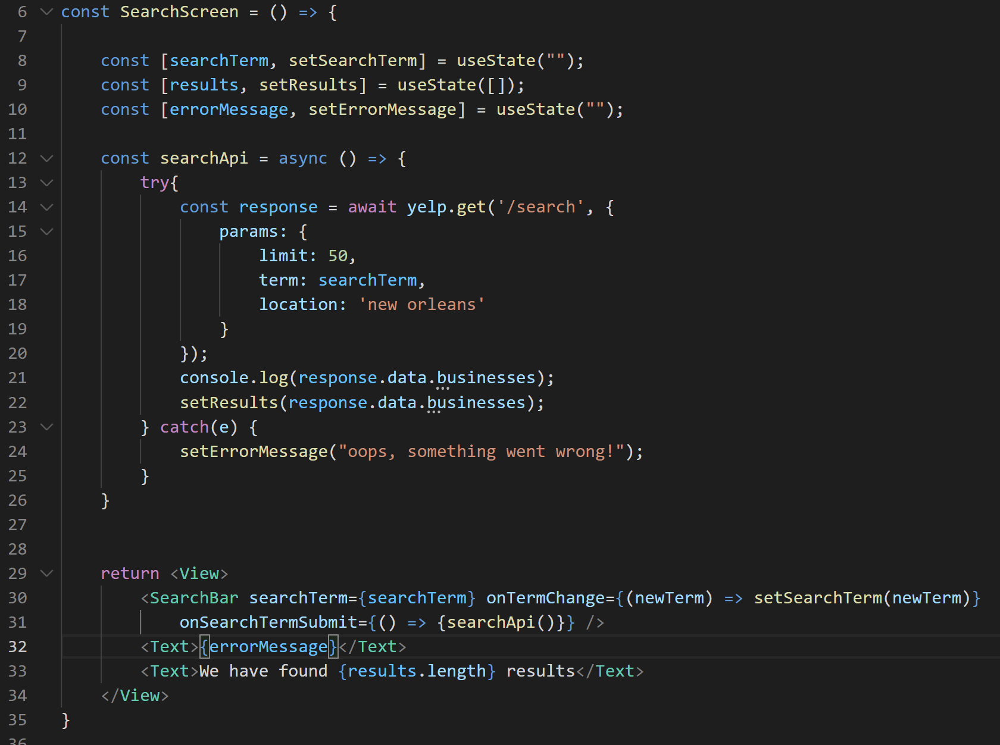 6 const SearchScreen = () => {
7
8 const [searchTerm, setSearchTerm] = useState("");
9 const [results, setResults] = useState([]);
10 const [errorMessage, setErrorMessage] = useState("");
11
12 const searchApi = async () => {
13 try{
14 const response = await yelp.get('/search', {
15 params: {
16 limit: 50,
17 term: searchTerm,
18 location: 'new orleans'
19 }
20 });
21 console.log(response.data.businesses);
22 setResults(response.data.businesses);
23 } catch(e) {
24 setErrorMessage("oops, something went wrong!");
25 }
26 }
27
28
29 return <View>
30 <SearchBar searchTerm={searchTerm} onTermChange={(newTerm) => setSearchTerm(newTerm)}
31 onSearchTermSubmit={() => {searchApi()}} />
32 <Text>{errorMessage}</Text>
33 <Text>We have found {results.length} results</Text>
34 </View>
35 }
36